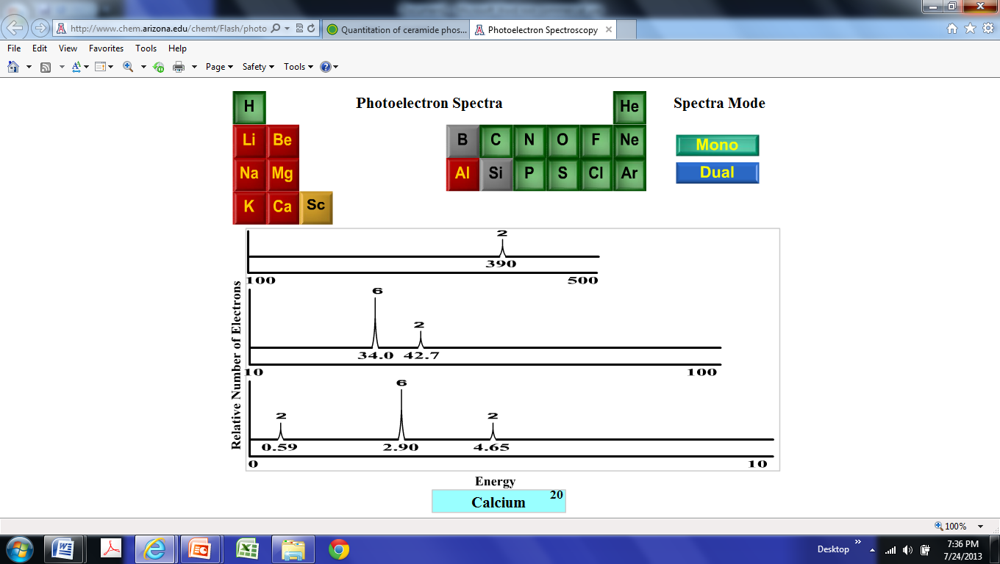 http://www.chem.arizona.edu/chemt/Flash/photo
Quantitation of ceramide phos...
Photoelectron Spectroscopy
File Edit View Favorites Tools Help
Page Safety Tools
Photoelectron Spectra
Spectra Mode
H He
Li Be B C N O F Ne
Mono
Na Mg Al Si P S Cl Ar
Dual
K Ca Sc
Relative Number of Electrons
2
390
100 500
6
2
34.0 42.7
10 100
6
2 2
0.59 2.90 4.65
0 10
Energy
Calcium 20
100%
Desktop
7:36 PM
7/24/2013